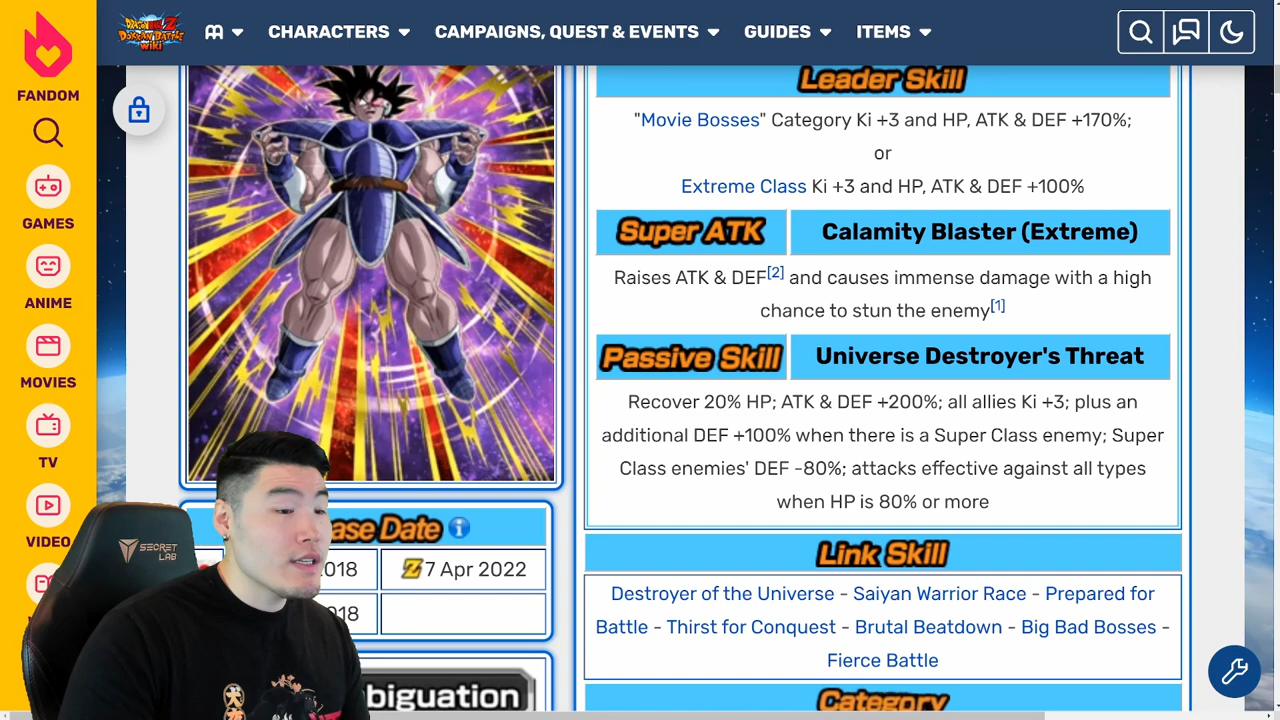 DRAGON BALL Z
DOKKAN BATTLE
WIKI
CHARACTERS
CAMPAIGNS, QUEST & EVENTS
GUIDES
ITEMS
FANDOM
GAMES
ANIME
MOVIES
TV
VIDEO
Leader Skill
"Movie Bosses" Category Ki +3 and HP, ATK & DEF +170%;
or
Extreme Class Ki +3 and HP, ATK & DEF +100%
Super ATK
Calamity Blaster (Extreme)
Raises ATK & DEF[2] and causes immense damage with a high
chance to stun the enemy[1]
Passive Skill
Universe Destroyer's Threat
Recover 20% HP; ATK & DEF +200%; all allies Ki +3; plus an
additional DEF +100% when there is a Super Class enemy; Super
Class enemies' DEF -80%; attacks effective against all types
when HP is 80% or more
Link Skill
Destroyer of the Universe - Saiyan Warrior Race - Prepared for
Battle - Thirst for Conquest - Brutal Beatdown - Big Bad Bosses -
Fierce Battle
Category
ase Date
018
Z 7 Apr 2022
018
biguation
SECRET
LAB